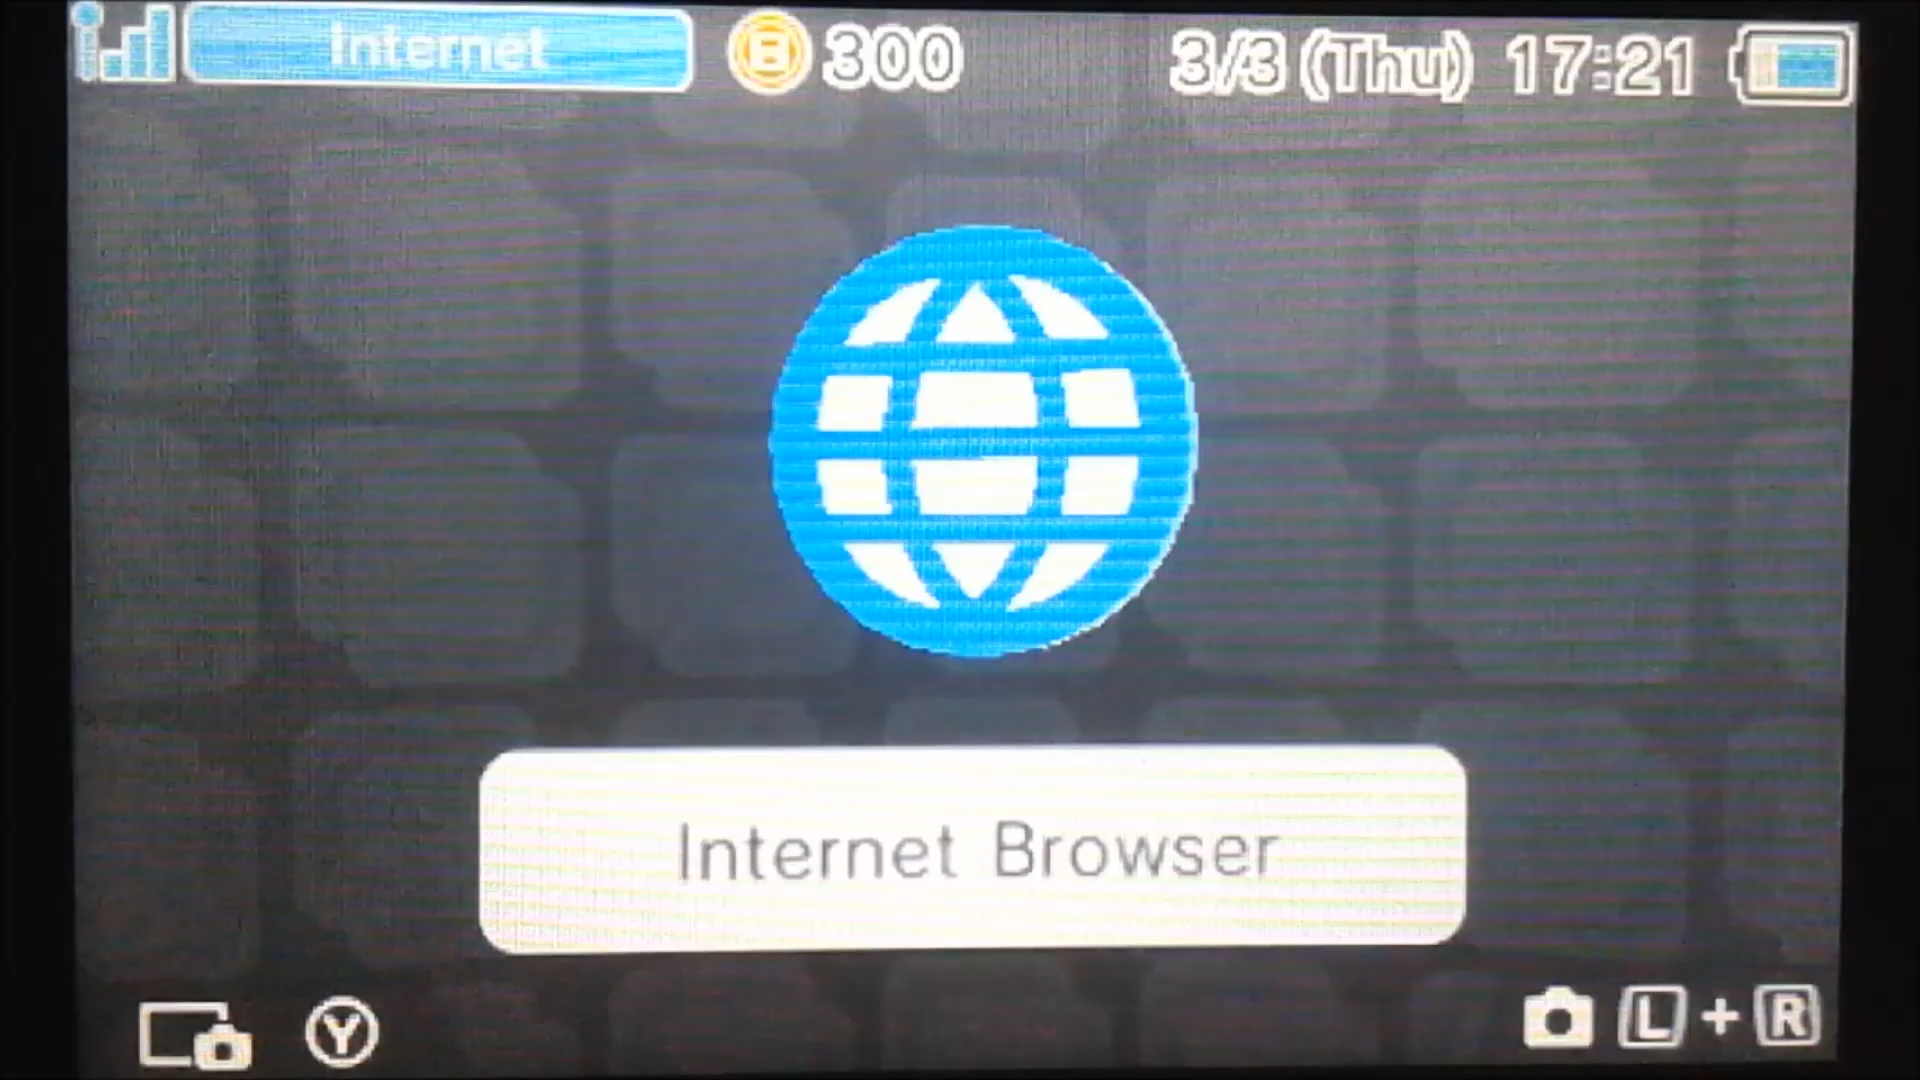 Internet 300 3/3 (Thu) 17:21
Internet Browser
Y L + R